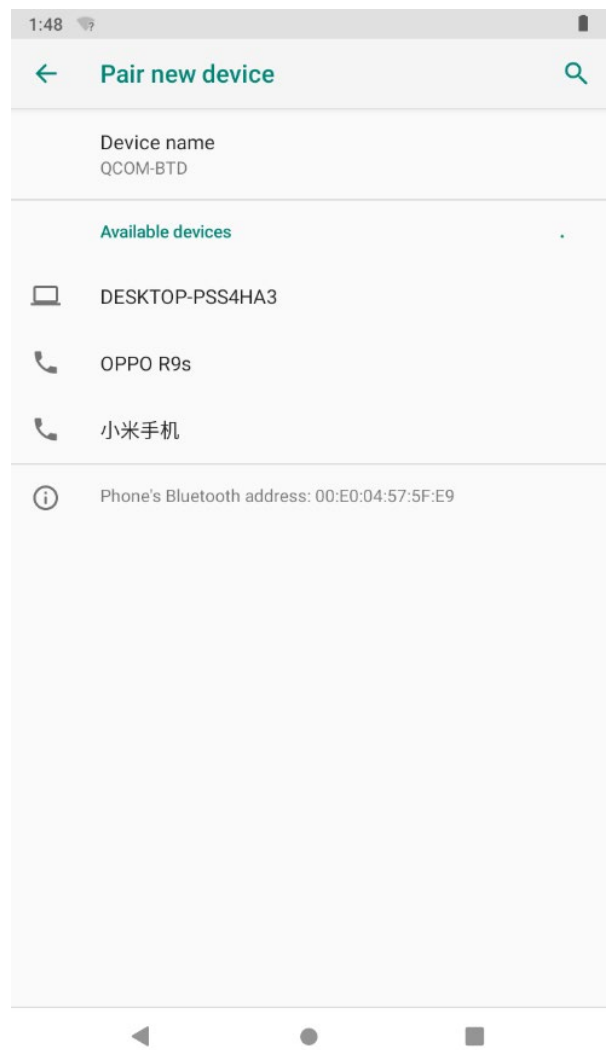 1:48
Pair new device
Device name
QCOM-BTD
Available devices
DESKTOP-PSS4HA3
OPPO R9s
小米手机
Phone's Bluetooth address: 00:E0:04:57:5F:E9